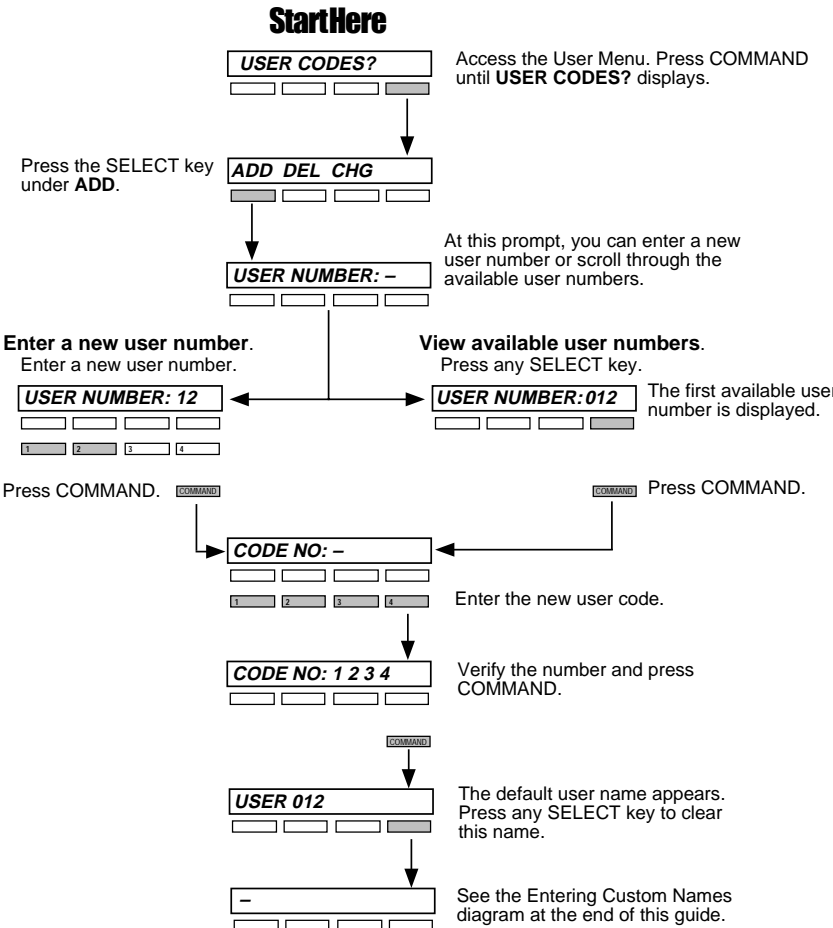 StartHere
USER CODES?
Access the User Menu. Press COMMAND
until USER CODES? displays.
Press the SELECT key
under ADD.
ADD DEL CHG
At this prompt, you can enter a new
user number or scroll through the
available user numbers.
USER NUMBER: –
Enter a new user number.
Enter a new user number.
USER NUMBER: 12
1 2 3 4
View available user numbers.
Press any SELECT key.
USER NUMBER: 012
The first available user
number is displayed.
Press COMMAND. COMMAND
COMMAND Press COMMAND.
CODE NO: –
1 2 3 4
Enter the new user code.
CODE NO: 1 2 3 4
Verify the number and press
COMMAND.
COMMAND
USER 012
The default user name appears.
Press any SELECT key to clear
this name.
–
See the Entering Custom Names
diagram at the end of this guide.